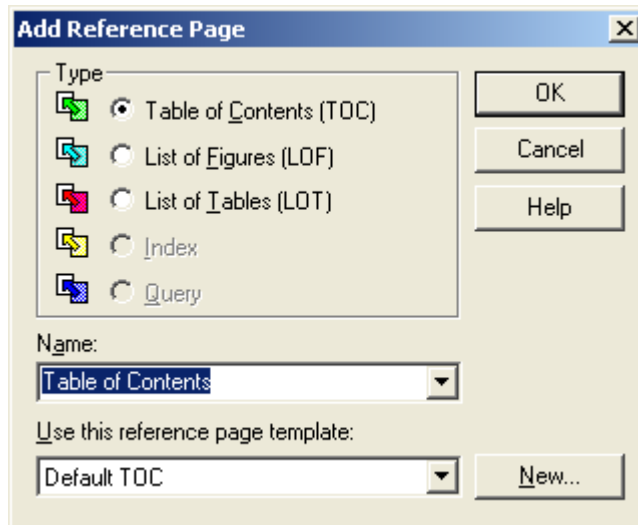 Add Reference Page
Type
Table of Contents (TOC)
List of Figures (LOF)
List of Tables (LOT)
Index
Query
OK
Cancel
Help
Name:
Table of Contents
Use this reference page template:
Default TOC
New...